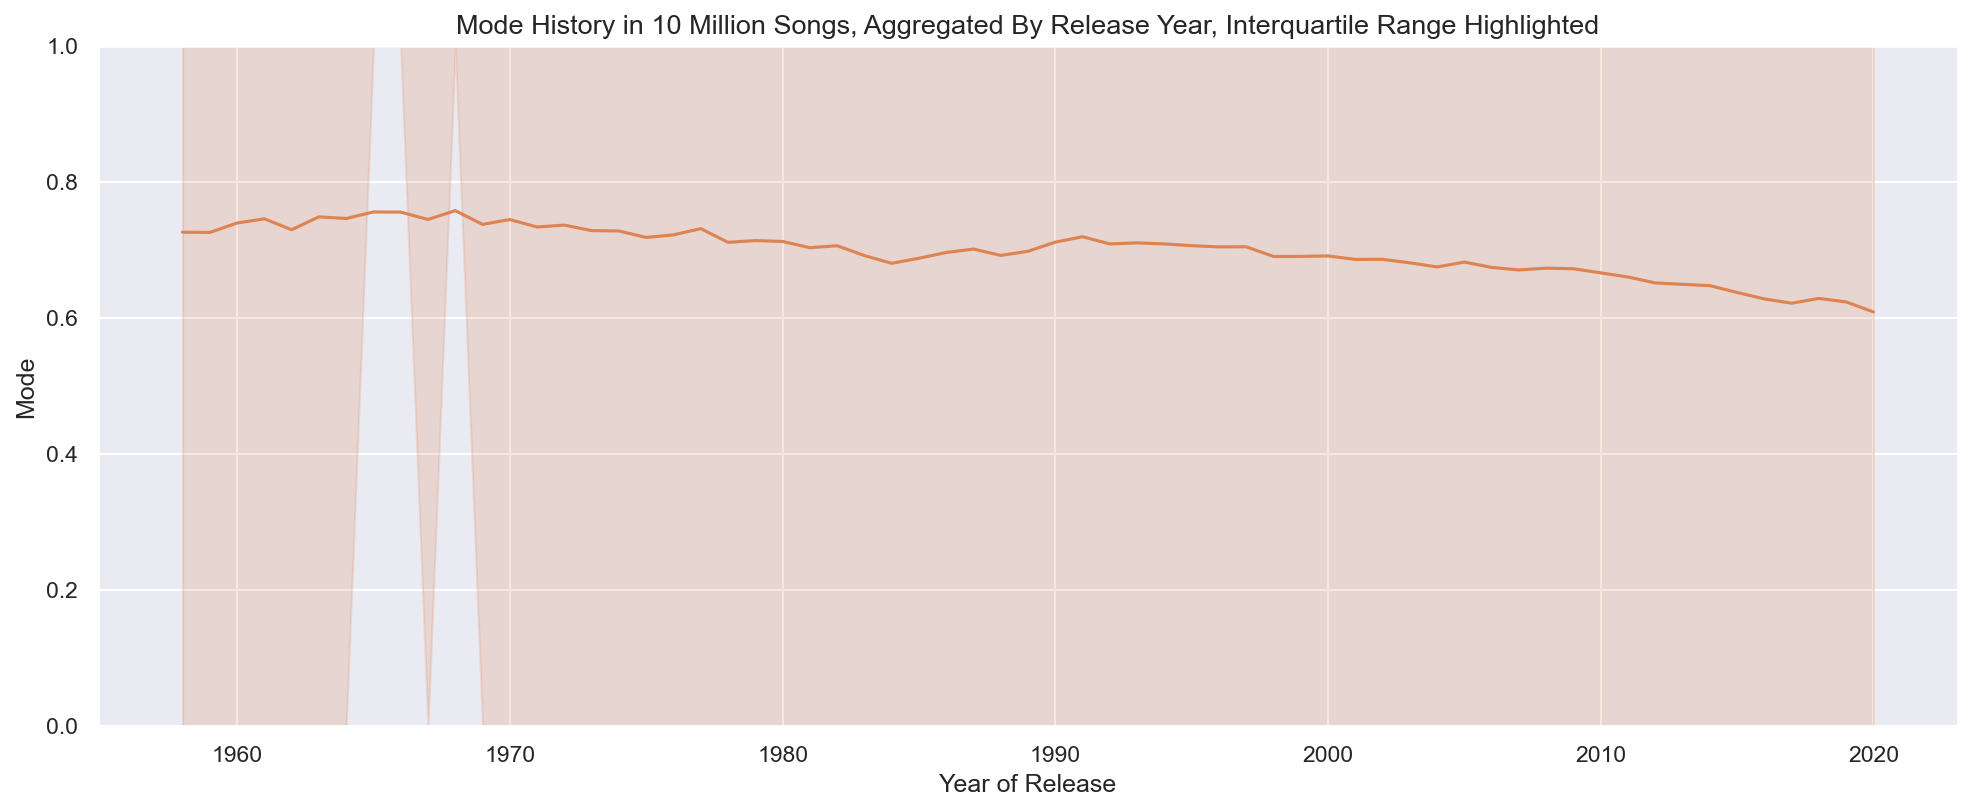 Mode History in 10 Million Songs, Aggregated By Release Year, Interquartile Range Highlighted
1.0
0.8
0.6
0.4
0.2
0.0
Mode
1960 1970 1980 1990 2000 2010 2020
Year of Release